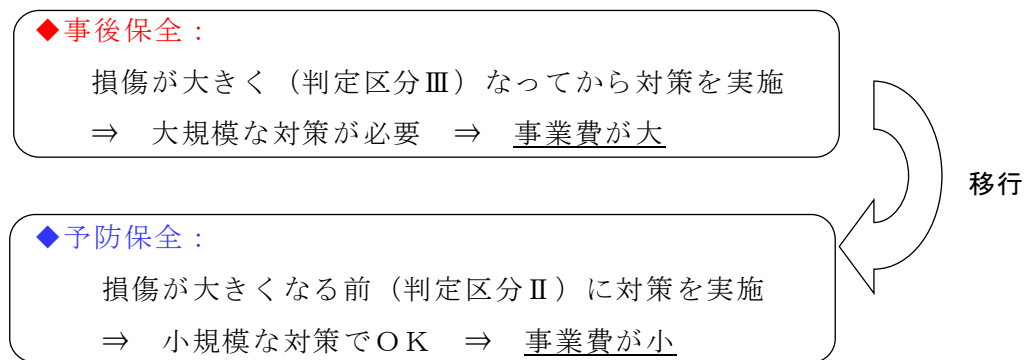 ◆事後保全：
損傷が大きく（判定区分Ⅲ）なってから対策を実施
⇒　大規模な対策が必要　⇒　事業費が大
移行
◆予防保全：
損傷が大きくなる前（判定区分Ⅱ）に対策を実施
⇒　小規模な対策でＯＫ　⇒　事業費が小